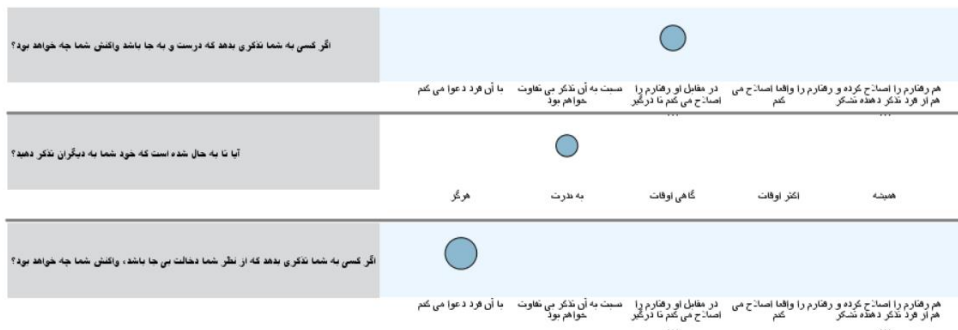 اگر کسی به شما تذکری بدهد که درست و به جا باشد واکنش شما چه خواهد بود؟
با آن فرد دعوا می کنم
نسبت به آن تذکر بی تفاوت
خواهم بود
در مقابل او رفتارم را
اصلاح می کنم تا درگیر
...
رفتارم را واقعا اصلاح می
کنم
هم رفتارم را اصلاح کرده و
هم از فرد تذکر دهنده تشکر
...
آیا تا به حال شده است که خود شما به دیگران تذکر دهید؟
هرگز
به ندرت
گاهی اوقات
اکثر اوقات
همیشه
اگر کسی به شما تذکری بدهد که از نظر شما دخالت بی جا باشد، واکنش شما چه خواهد بود؟
با آن فرد دعوا می کنم
نسبت به آن تذکر بی تفاوت
خواهم بود
در مقابل او رفتارم را
اصلاح می کنم تا درگیر
...
رفتارم را واقعا اصلاح می
کنم
هم رفتارم را اصلاح کرده و
هم از فرد تذکر دهنده تشکر
...